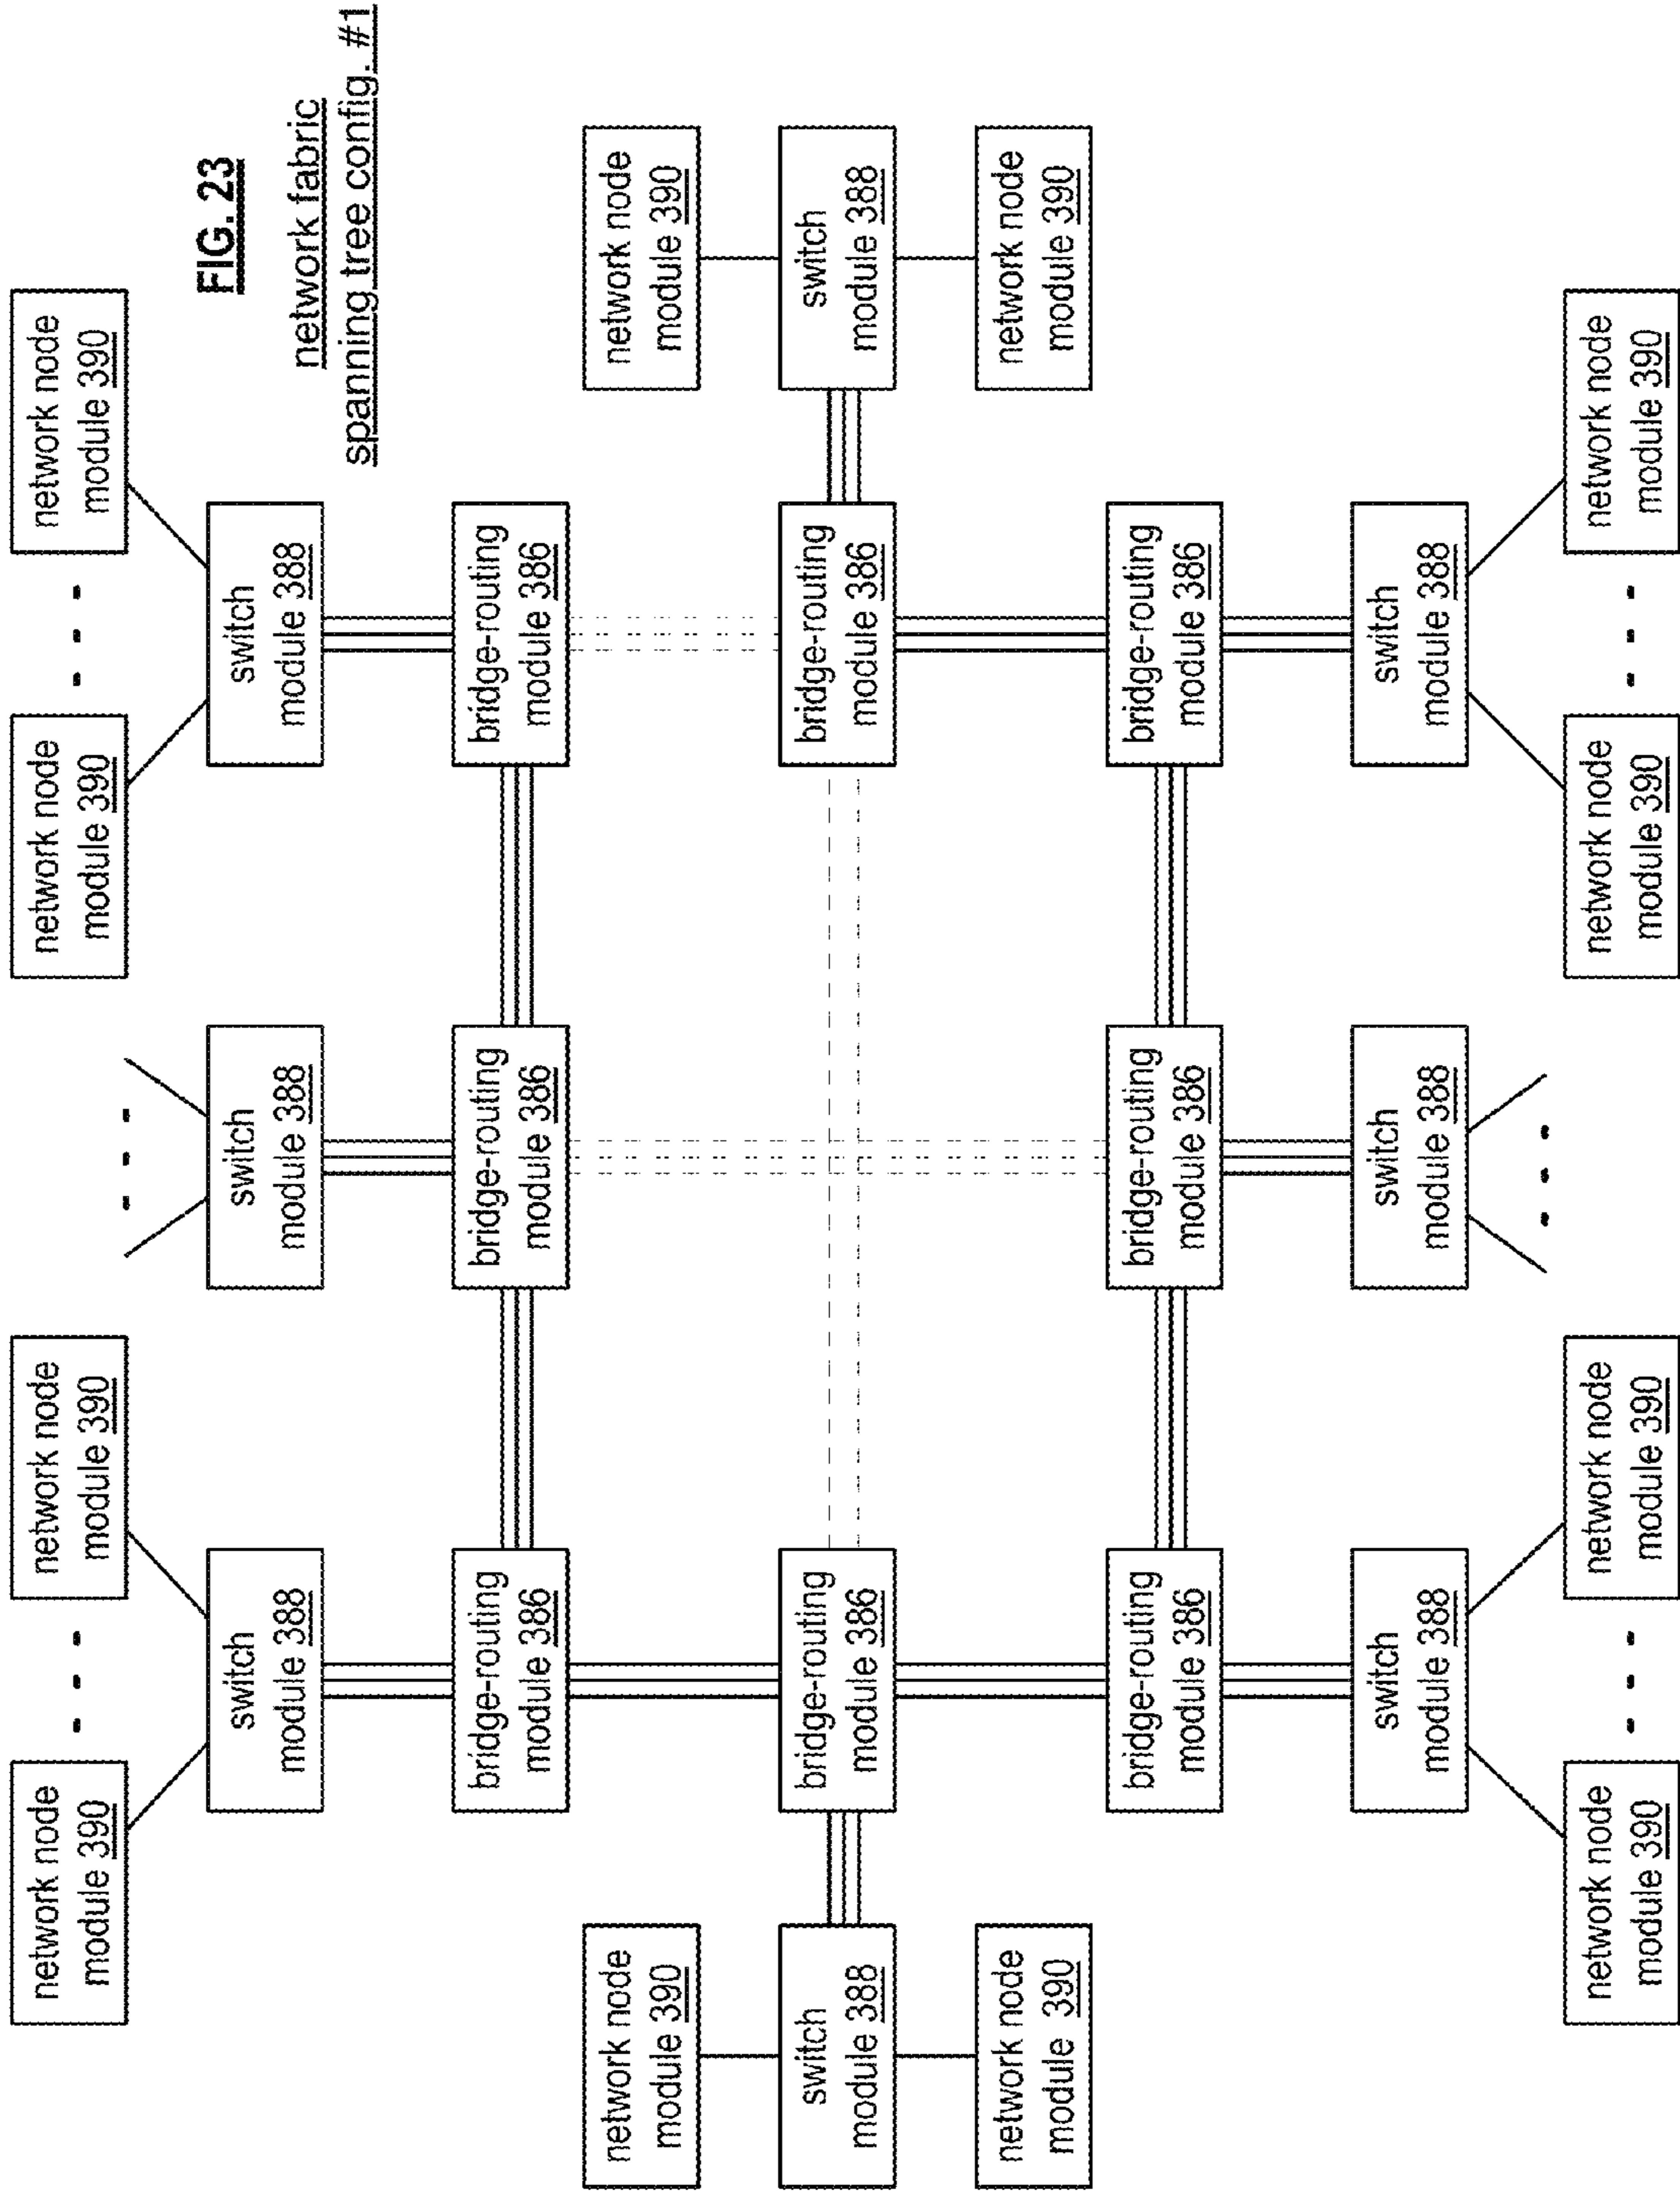 network node
module 390
network node
module 390
network node
module 390
network node
module 390
FIG. 23
switch
module 388
switch
module 388
switch
module 388
network fabric
spanning tree config. #1
bridge-routing
module 386
bridge-routing
module 386
bridge-routing
module 386
network node
module 390
network node
module 390
switch
module 388
bridge-routing
module 386
bridge-routing
module 386
switch
module 388
network node
module 390
network node
module 390
bridge-routing
module 386
bridge-routing
module 386
bridge-routing
module 386
switch
module 388
switch
module 388
switch
module 388
network node
module 390
network node
module 390
network node
module 390
network node
module 390